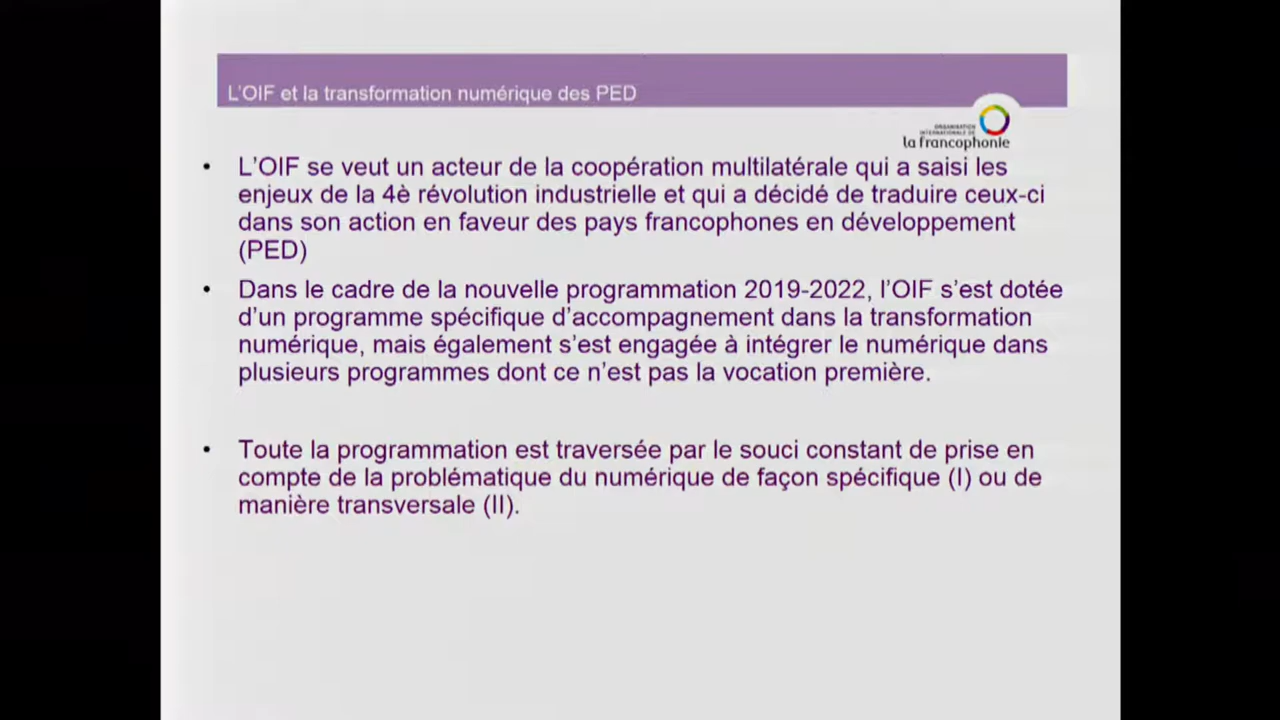 L'OIF et la transformation numérique des PED
ORGANISATION
INTERNATIONALE DE
la francophonie
• L'OIF se veut un acteur de la coopération multilatérale qui a saisi les
enjeux de la 4è révolution industrielle et qui a décidé de traduire ceux-ci
dans son action en faveur des pays francophones en développement
(PED)
• Dans le cadre de la nouvelle programmation 2019-2022, l'OIF s'est dotée
d'un programme spécifique d'accompagnement dans la transformation
numérique, mais également s'est engagée à intégrer le numérique dans
plusieurs programmes dont ce n'est pas la vocation première.
• Toute la programmation est traversée par le souci constant de prise en
compte de la problématique du numérique de façon spécifique (I) ou de
manière transversale (II).